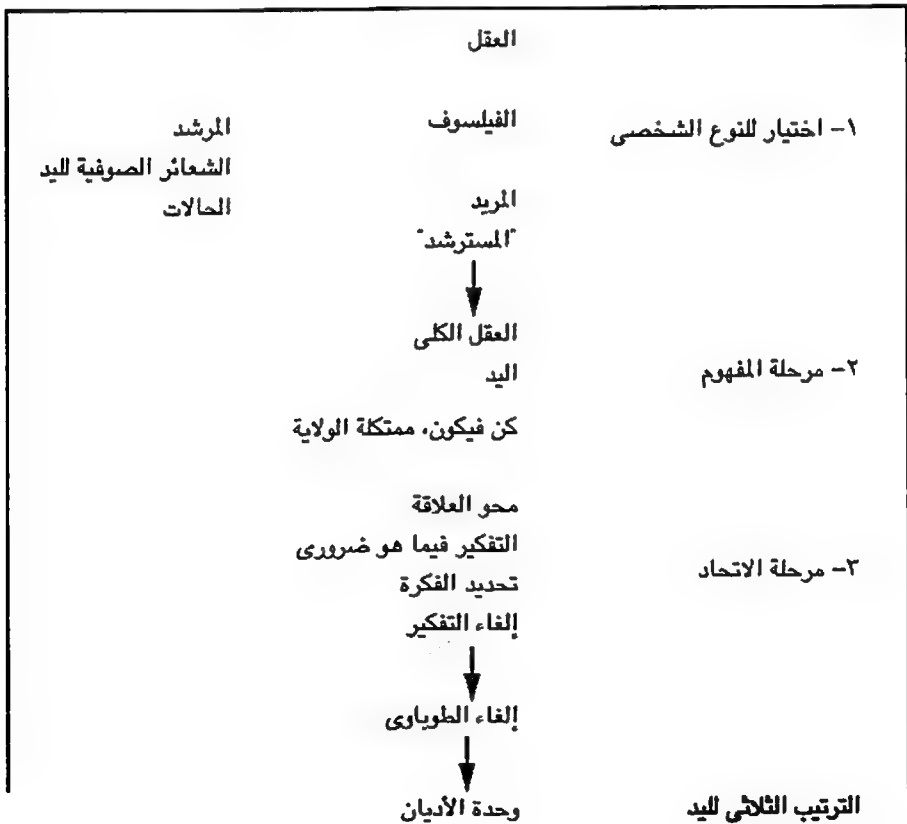 العقل
١- اختيار للنوع الشخصى
الفيلسوف
المرشد
الشعائر الصوفية لليد
المريد
الحالات
"المسترشد"
العقل الكلى
٢- مرحلة المفهوم
اليد
كن فيكون، ممتكلة الولاية
محو العلاقة
التفكير فيما هو ضرورى
٣- مرحلة الاتحاد
تحديد الفكرة
إلغاء التفكير
إلغاء الطوباوى
الترتيب الثلاثى لليد
وحدة الأديان